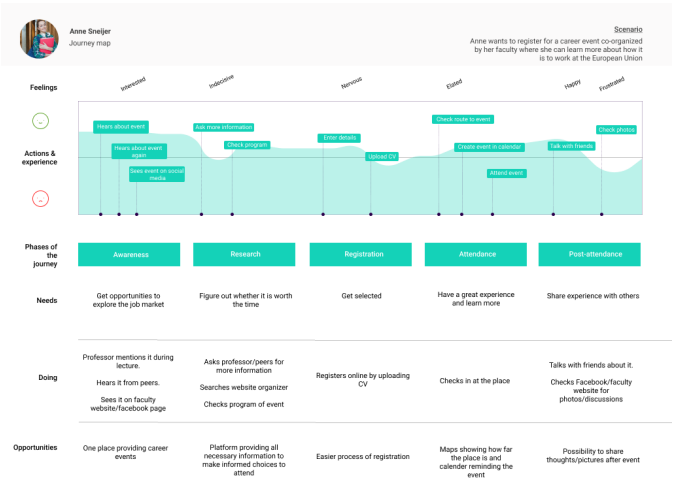 Anne Sneijer
Journey map
Scenario
Anne wants to register for a career event co-organized
by her faculty where she can learn more about how it
is to work at the European Union
Feelings
Interested
Indecisive
Nervous
Elated
Happy
Frustrated
Actions &
experience
Hears about event
Hears about event
again
Sees event on social
media
Ask more information
Check program
Enter details
Upload CV
Check route to event
Create event in calendar
Attend event
Talk with friends
Check photos
Phases of
the
journey
Awareness
Research
Registration
Attendance
Post-attendance
Needs
Get opportunities to
explore the job market
Figure out whether it is worth
the time
Get selected
Have a great experience
and learn more
Share experience with others
Doing
Professor mentions it during
lecture.
Hears it from peers.
Sees it on faculty
website/facebook page
Asks professor/peers for
more information
Searches website organizer
Checks program of event
Registers online by uploading
CV
Checks in at the place
Talks with friends about it.
Checks Facebook/faculty
website for
photos/discussions
Opportunities
One place providing career
events
Platform providing all
necessary information to
make informed choices to
attend
Easier process of registration
Maps showing how far
the place is and
calender reminding the
event
Possibility to share
thoughts/pictures after event